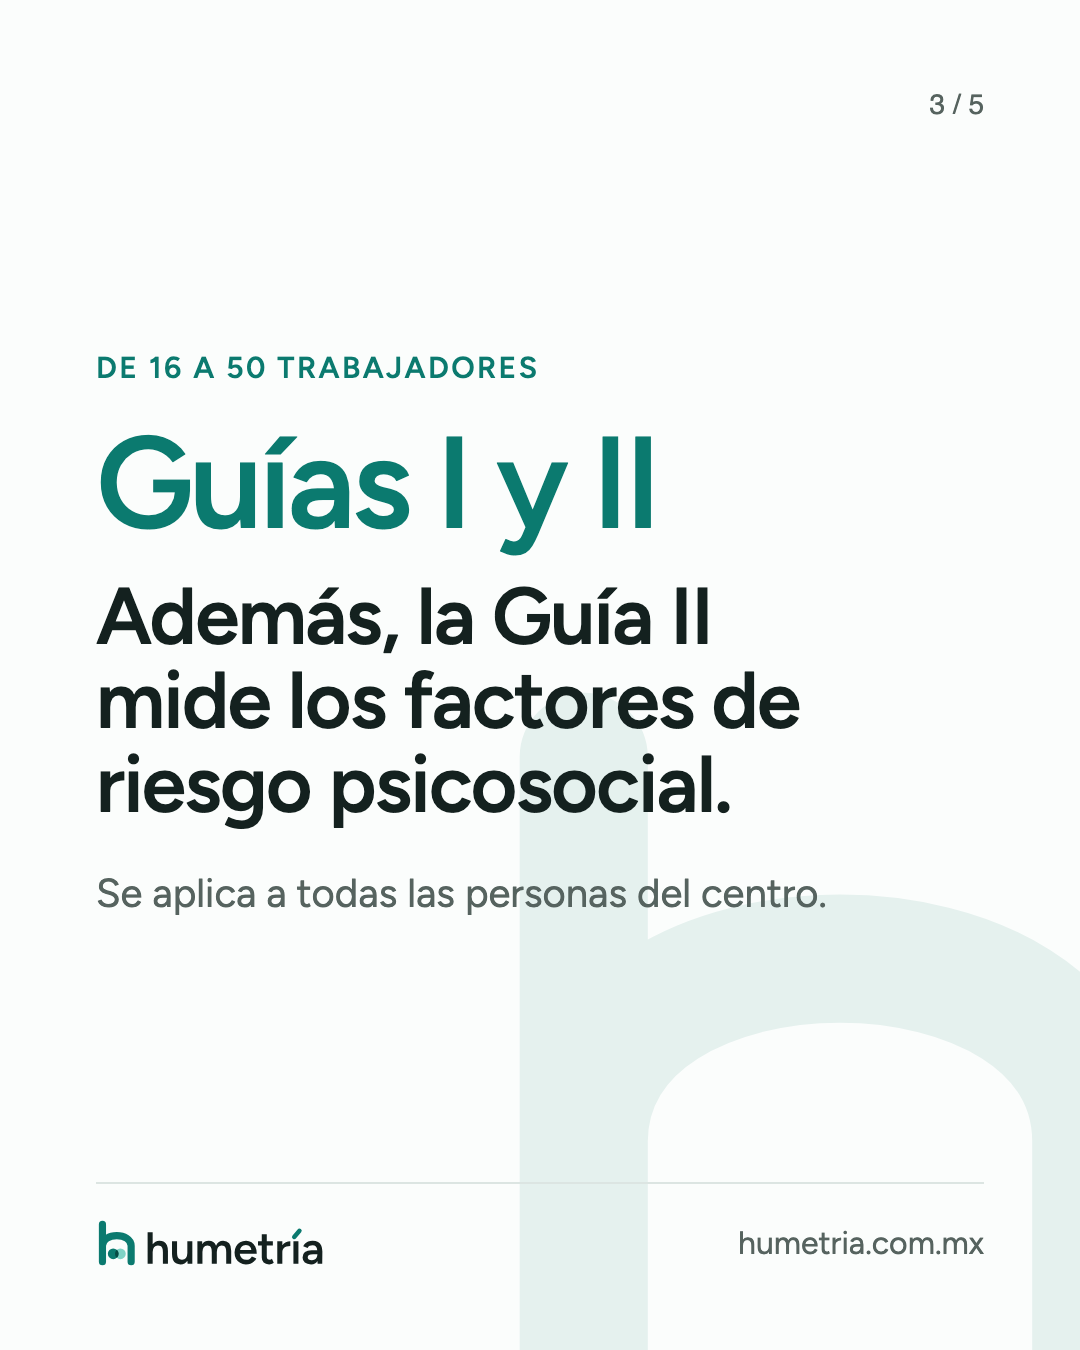 3 / 5
DE 16 A 50 TRABAJADORES
Guías I y II
Además, la Guía II
mide los factores de
riesgo psicosocial.
Se aplica a todas las personas del centro.
humetría
humetria.com.mx